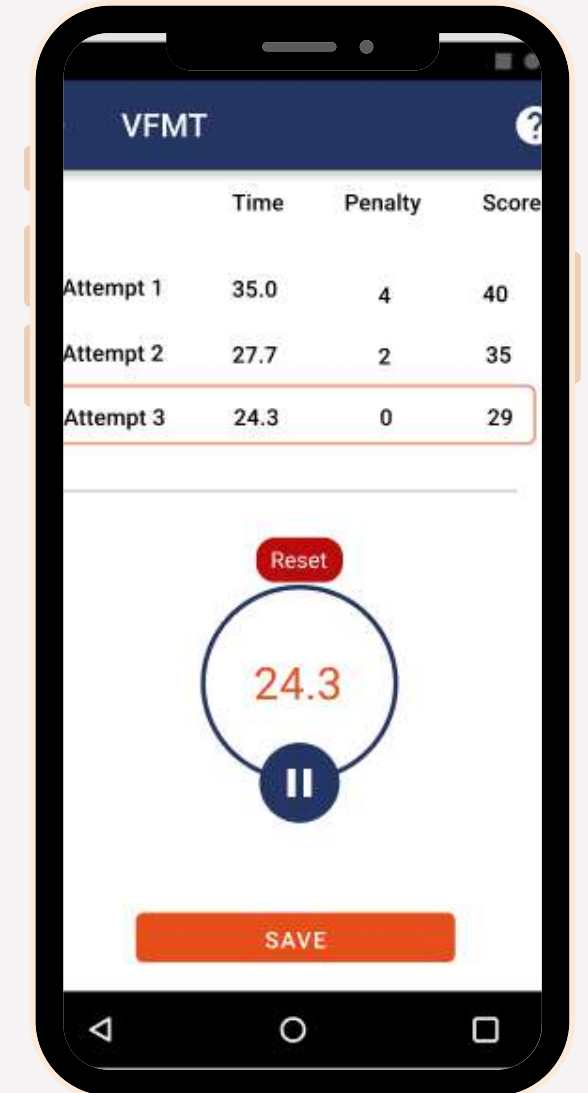 VFMT ?
Time Penalty Score
Attempt 1 35.0 4 40
Attempt 2 27.7 2 35
Attempt 3 24.3 0 29
Reset
24.3
SAVE